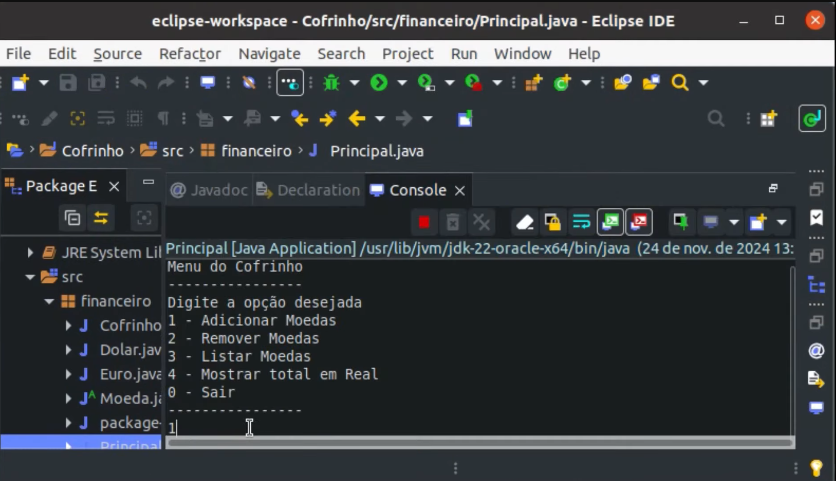 eclipse-workspace - Cofrinho/src/financeiro/Principal.java - Eclipse IDE
File Edit Source Refactor Navigate Search Project Run Window Help
Cofrinho src financeiro Principal.java
Package E
Javadoc Declaration Console
Principal [Java Application] /usr/lib/jvm/jdk-22-oracle-x64/bin/java (24 de nov. de 2024 13:
JRE System Lib
src
financeiro
Cofrinho
Dolar.jav
Euro.java
Moeda.ja
package-
Principal
Menu do Cofrinho
----------------
Digite a opção desejada
1 - Adicionar Moedas
2 - Remover Moedas
3 - Listar Moedas
4 - Mostrar total em Real
0 - Sair
----------------
1